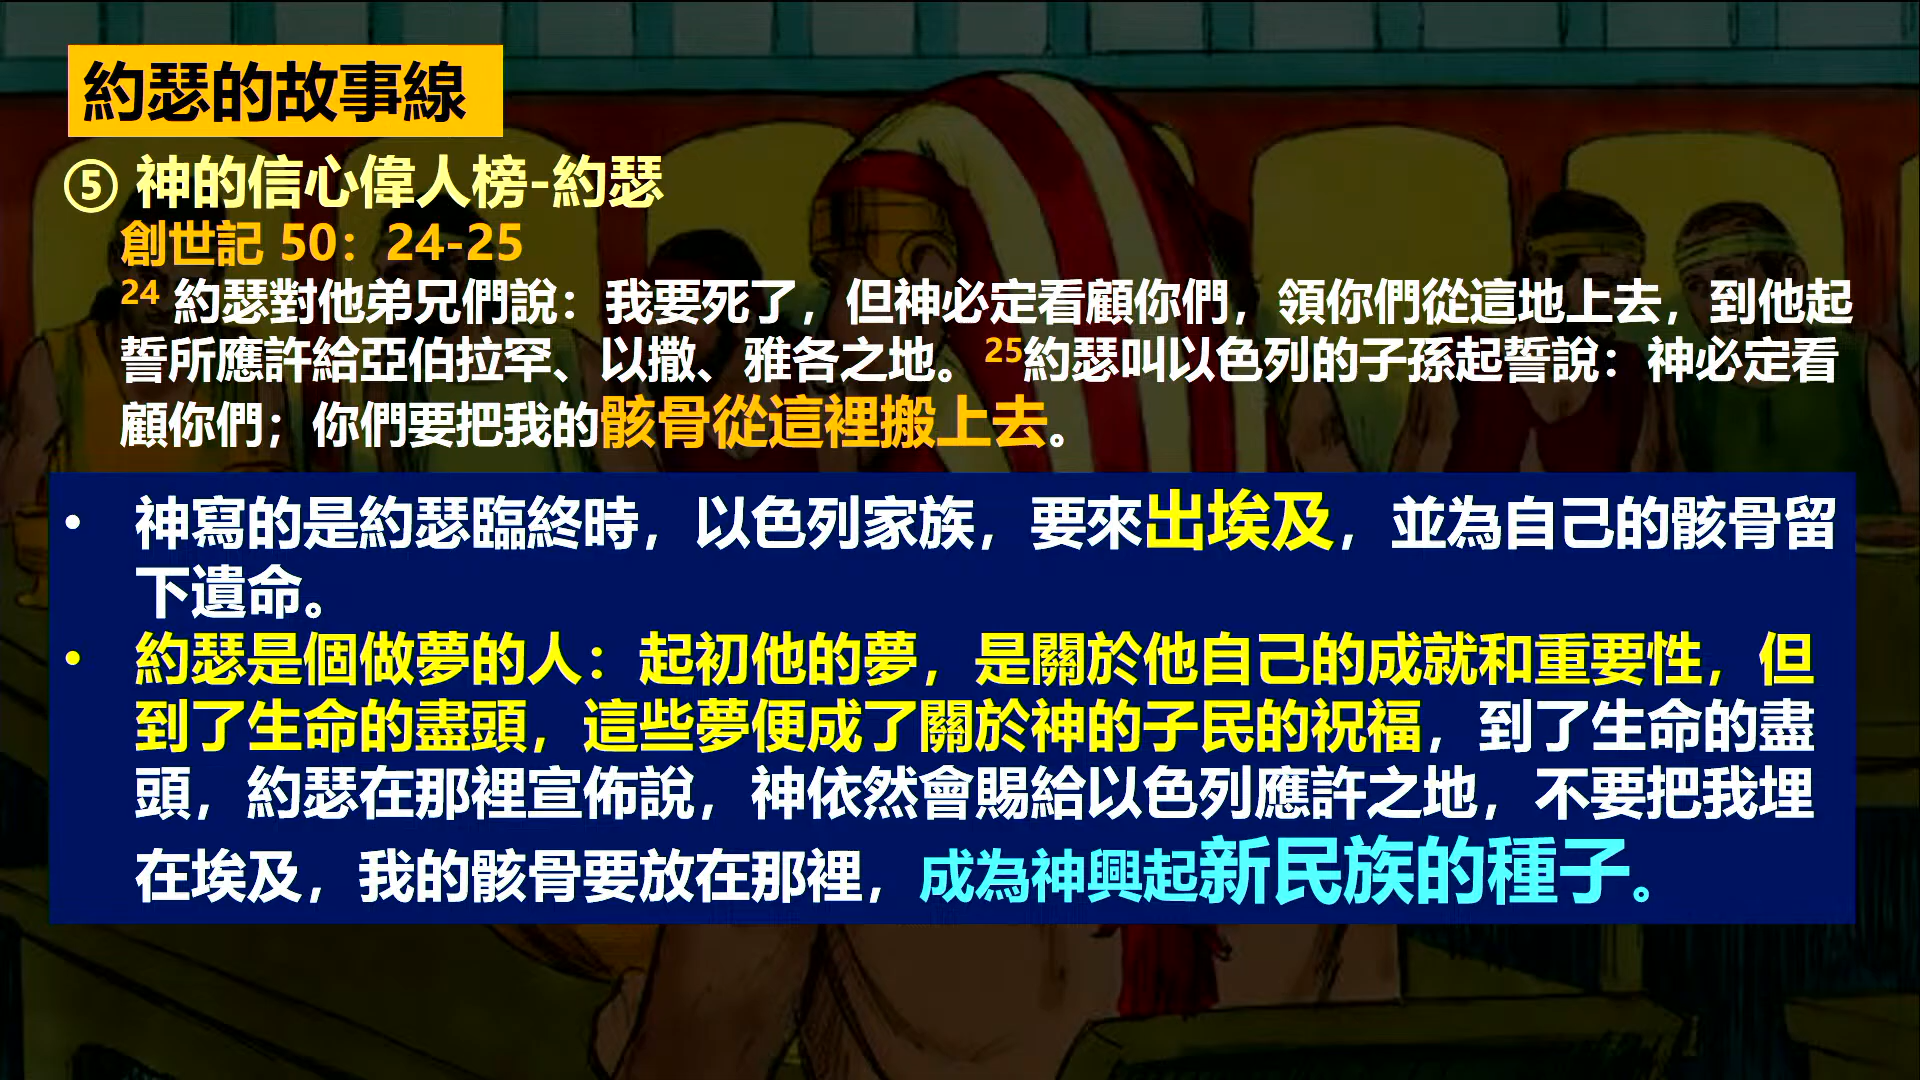 約瑟的故事線
⑤ 神的信心偉人榜-約瑟
創世記 50：24-25
24 約瑟對他弟兄們說：我要死了，但神必定看顧你們，領你們從這地上去，到他起
誓所應許給亞伯拉罕、以撒、雅各之地。25約瑟叫以色列的子孫起誓說：神必定看
顧你們；你們要把我的骸骨從這裡搬上去。
• 神寫的是約瑟臨終時，以色列家族，要來出埃及，並為自己的骸骨留
下遺命。
• 約瑟是個做夢的人：起初他的夢，是關於他自己的成就和重要性，但
到了生命的盡頭，這些夢便成了關於神的子民的祝福，到了生命的盡
頭，約瑟在那裡宣佈說，神依然會賜給以色列應許之地，不要把我埋
在埃及，我的骸骨要放在那裡，成為神興起新民族的種子。